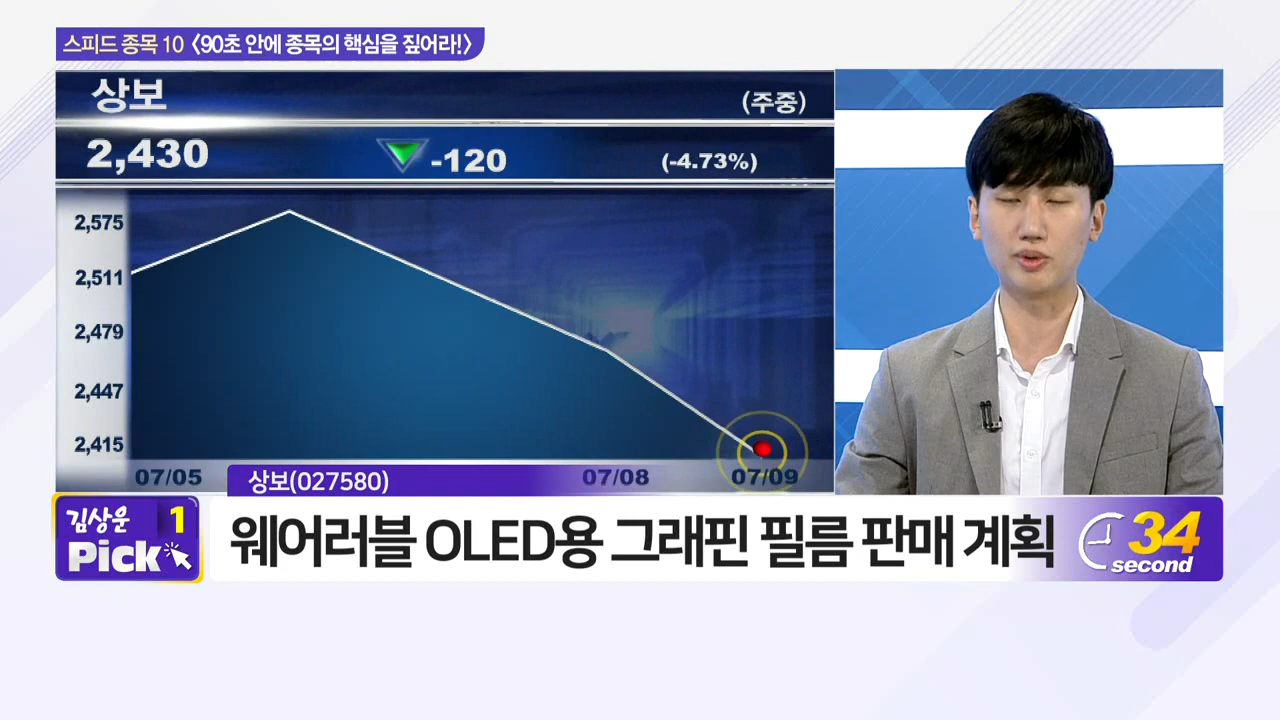 스피드 종목 10 <90초 안에 종목의 핵심을 짚어라!>
상보
(주중)
2,430
-120
(-4.73%)
2,575
2,511
2,479
2,447
2,415
07/05
07/08
07/09
상보(027580)
김상운 1
Pick
웨어러블 OLED용 그래핀 필름 판매 계획
34
second